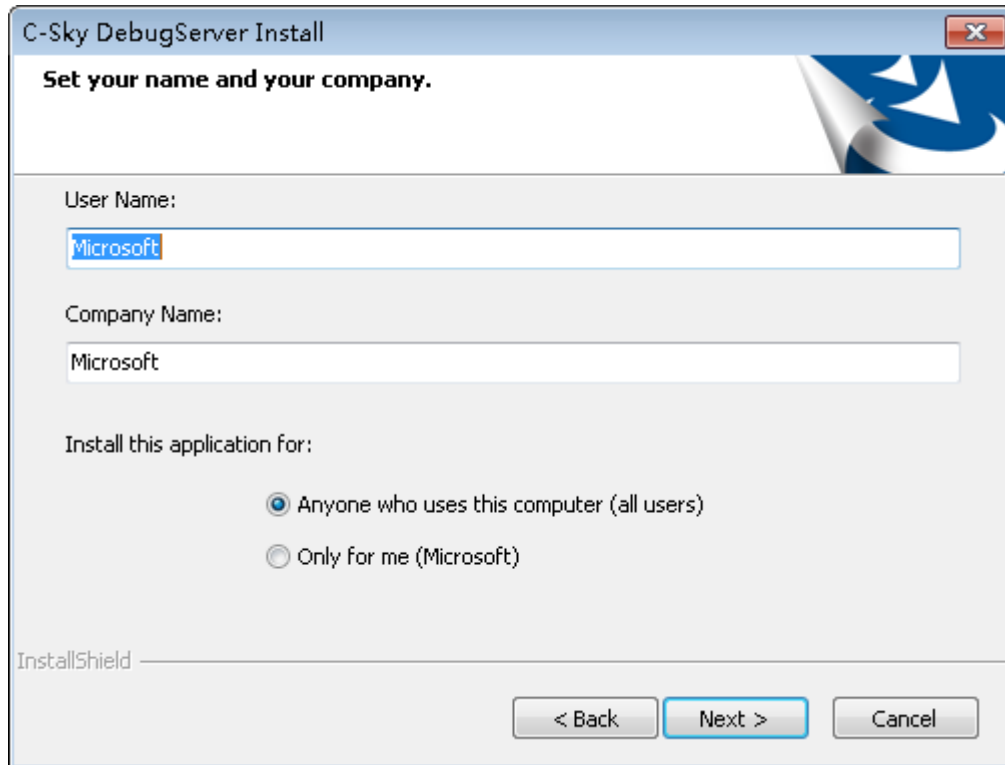 C-Sky DebugServer Install
Set your name and your company.
User Name:
Microsoft
Company Name:
Microsoft
Install this application for:
Anyone who uses this computer (all users)
Only for me (Microsoft)
InstallShield
< Back Next > Cancel